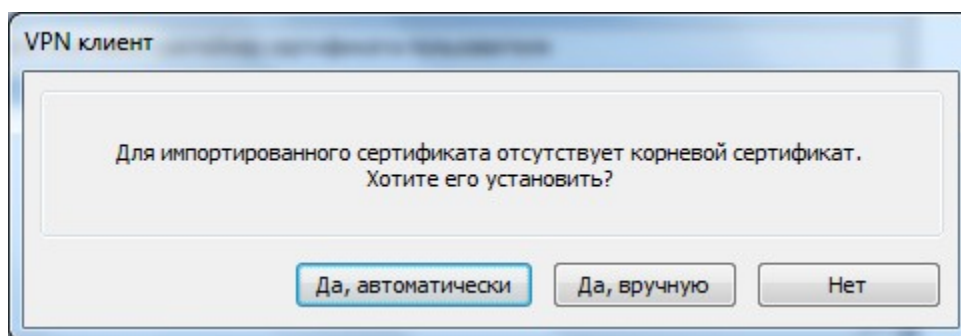 VPN клиент
Для импортированного сертификата отсутствует корневой сертификат.
Хотите его установить?
Да, автоматически
Да, вручную
Нет